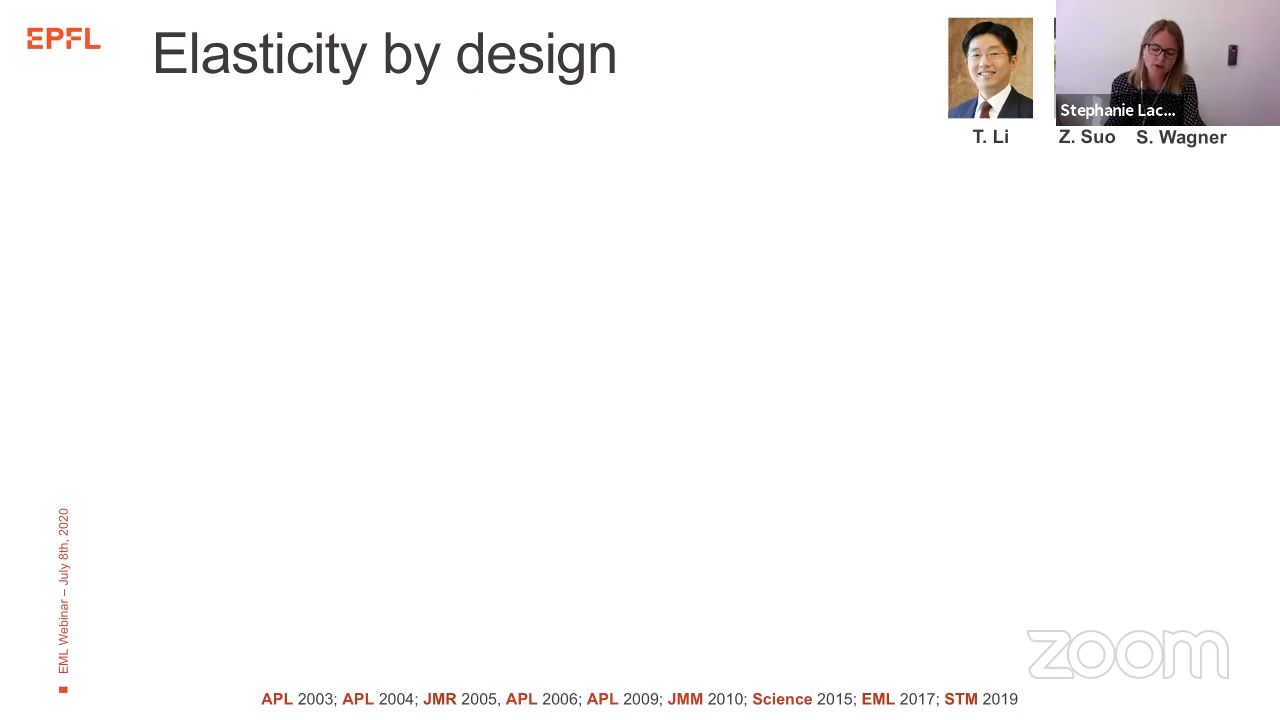 EPFL
Elasticity by design
Stephanie Lac...
T. Li
Z. Suo
S. Wagner
EML Webinar – July 8th, 2020
zoom
APL 2003; APL 2004; JMR 2005, APL 2006; APL 2009; JMM 2010; Science 2015; EML 2017; STM 2019